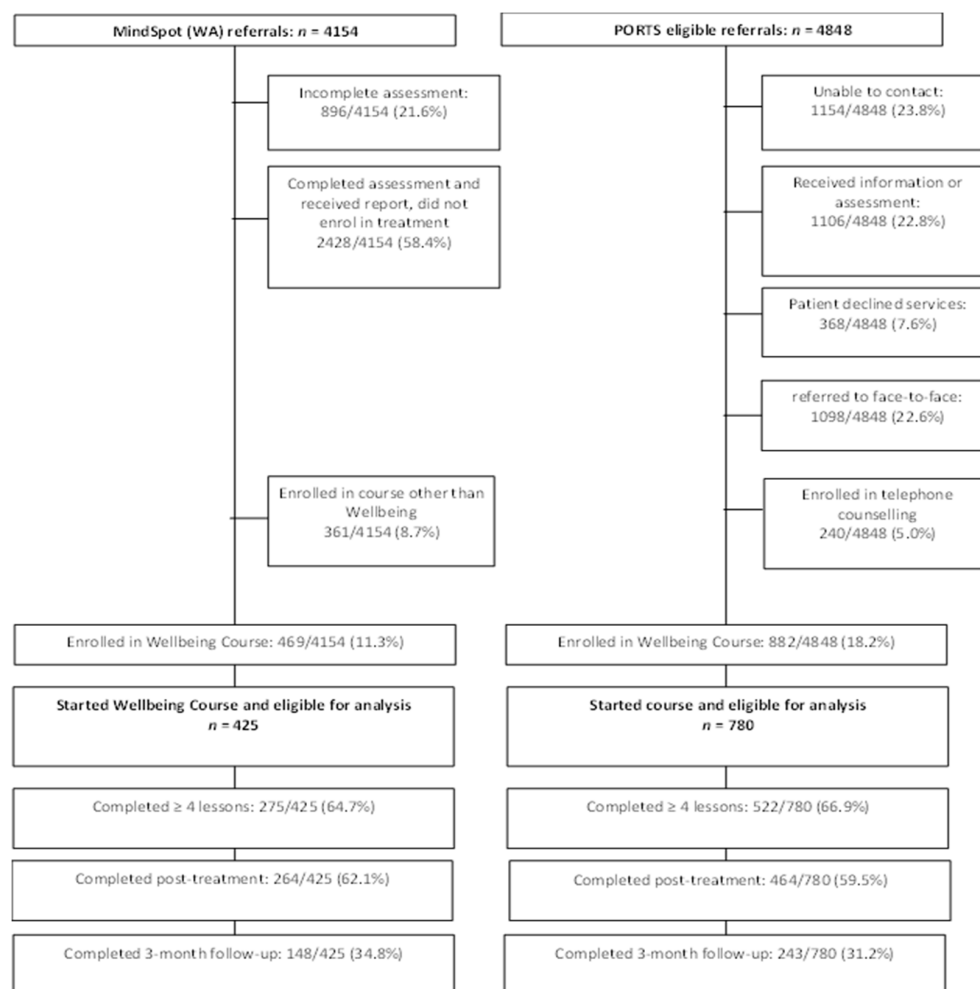 MindSpot (WA) referrals: n = 4154
Incomplete assessment:
896/4154 (21.6%)
Completed assessment and
received report, did not
enrol in treatment
2428/4154 (58.4%)
Enrolled in course other than
Wellbeing
361/4154 (8.7%)
Enrolled in Wellbeing Course: 469/4154 (11.3%)
Started Wellbeing Course and eligible for analysis
n = 425
Completed ≥ 4 lessons: 275/425 (64.7%)
Completed post-treatment: 264/425 (62.1%)
Completed 3-month follow-up: 148/425 (34.8%)
PORTS eligible referrals: n = 4848
Unable to contact:
1154/4848 (23.8%)
Received information or
assessment:
1106/4848 (22.8%)
Patient declined services:
368/4848 (7.6%)
referred to face-to-face:
1098/4848 (22.6%)
Enrolled in telephone
counselling
240/4848 (5.0%)
Enrolled in Wellbeing Course: 882/4848 (18.2%)
Started course and eligible for analysis
n = 780
Completed ≥ 4 lessons: 522/780 (66.9%)
Completed post-treatment: 464/780 (59.5%)
Completed 3-month follow-up: 243/780 (31.2%)